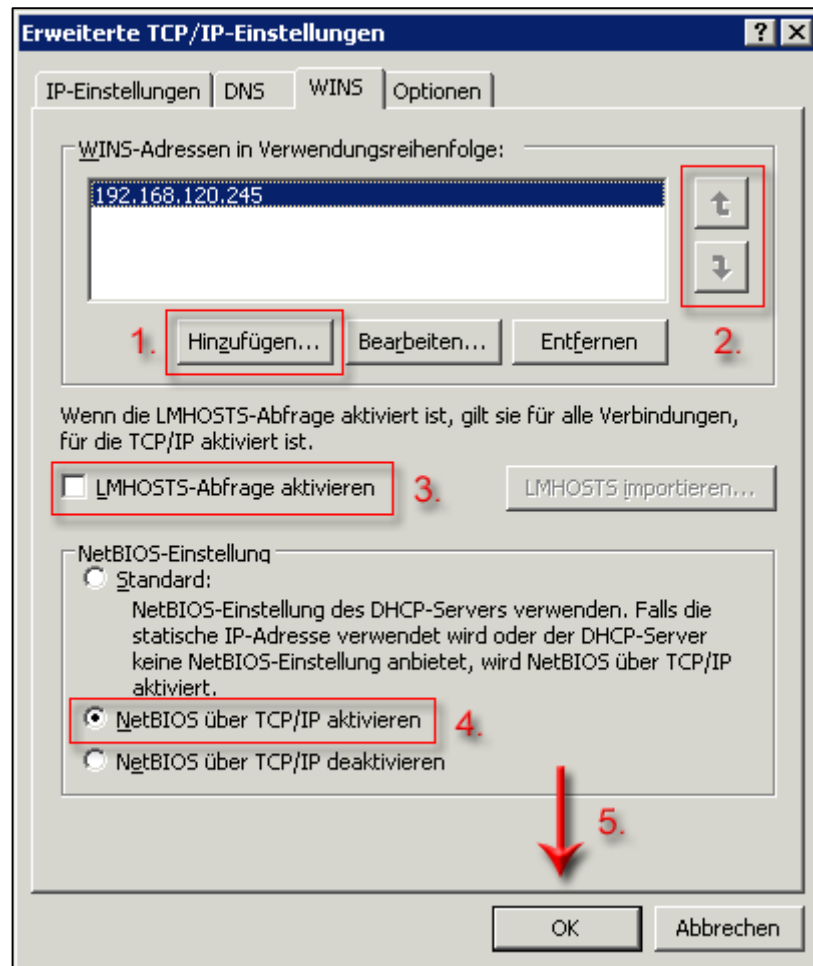 Erweiterte TCP/IP-Einstellungen
IP-Einstellungen DNS WINS Optionen
WINS-Adressen in Verwendungsreihenfolge:
192.168.120.245
1. Hinzufügen... Bearbeiten... Entfernen 2.
Wenn die LMHOSTS-Abfrage aktiviert ist, gilt sie für alle Verbindungen,
für die TCP/IP aktiviert ist.
LMHOSTS-Abfrage aktivieren 3. LMHOSTS importieren...
NetBIOS-Einstellung
Standard:
NetBIOS-Einstellung des DHCP-Servers verwenden. Falls die
statische IP-Adresse verwendet wird oder der DHCP-Server
keine NetBIOS-Einstellung anbietet, wird NetBIOS über TCP/IP
aktiviert.
NetBIOS über TCP/IP aktivieren 4.
NetBIOS über TCP/IP deaktivieren
5.
OK Abbrechen